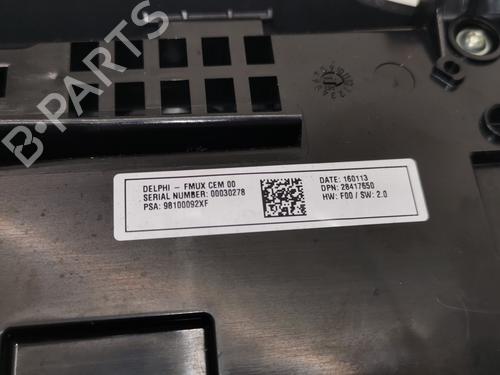 B-PARTS
DELPHI - FMUX CEM 00
SERIAL NUMBER: 00030278
PSA: 98100092XF
DATE: 160113
DPN: 28417650
HW: F00 / SW: 2.0